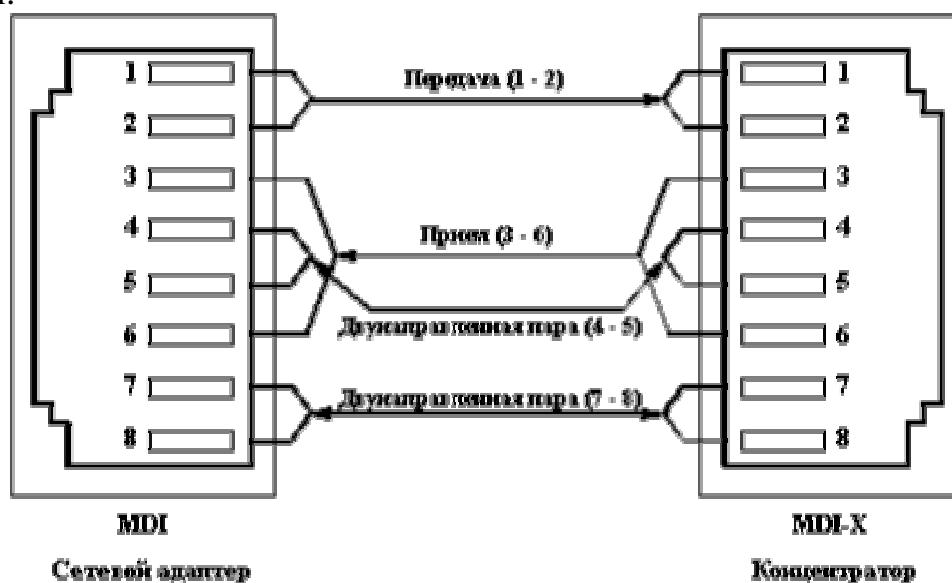 1 1
Передача (1 - 2)
2 2
3 3
4 4
Прием (3 - 6)
5 5
Двунаправленная пара (4 - 5)
6 6
7 7
Двунаправленная пара (7 - 8)
8 8
MDI MDI-X
Сетевой адаптер Концентратор